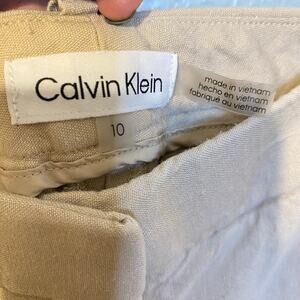 Calvin Klein
10
made in vietnam
hecho en vietnam
fabriqué au vietnam